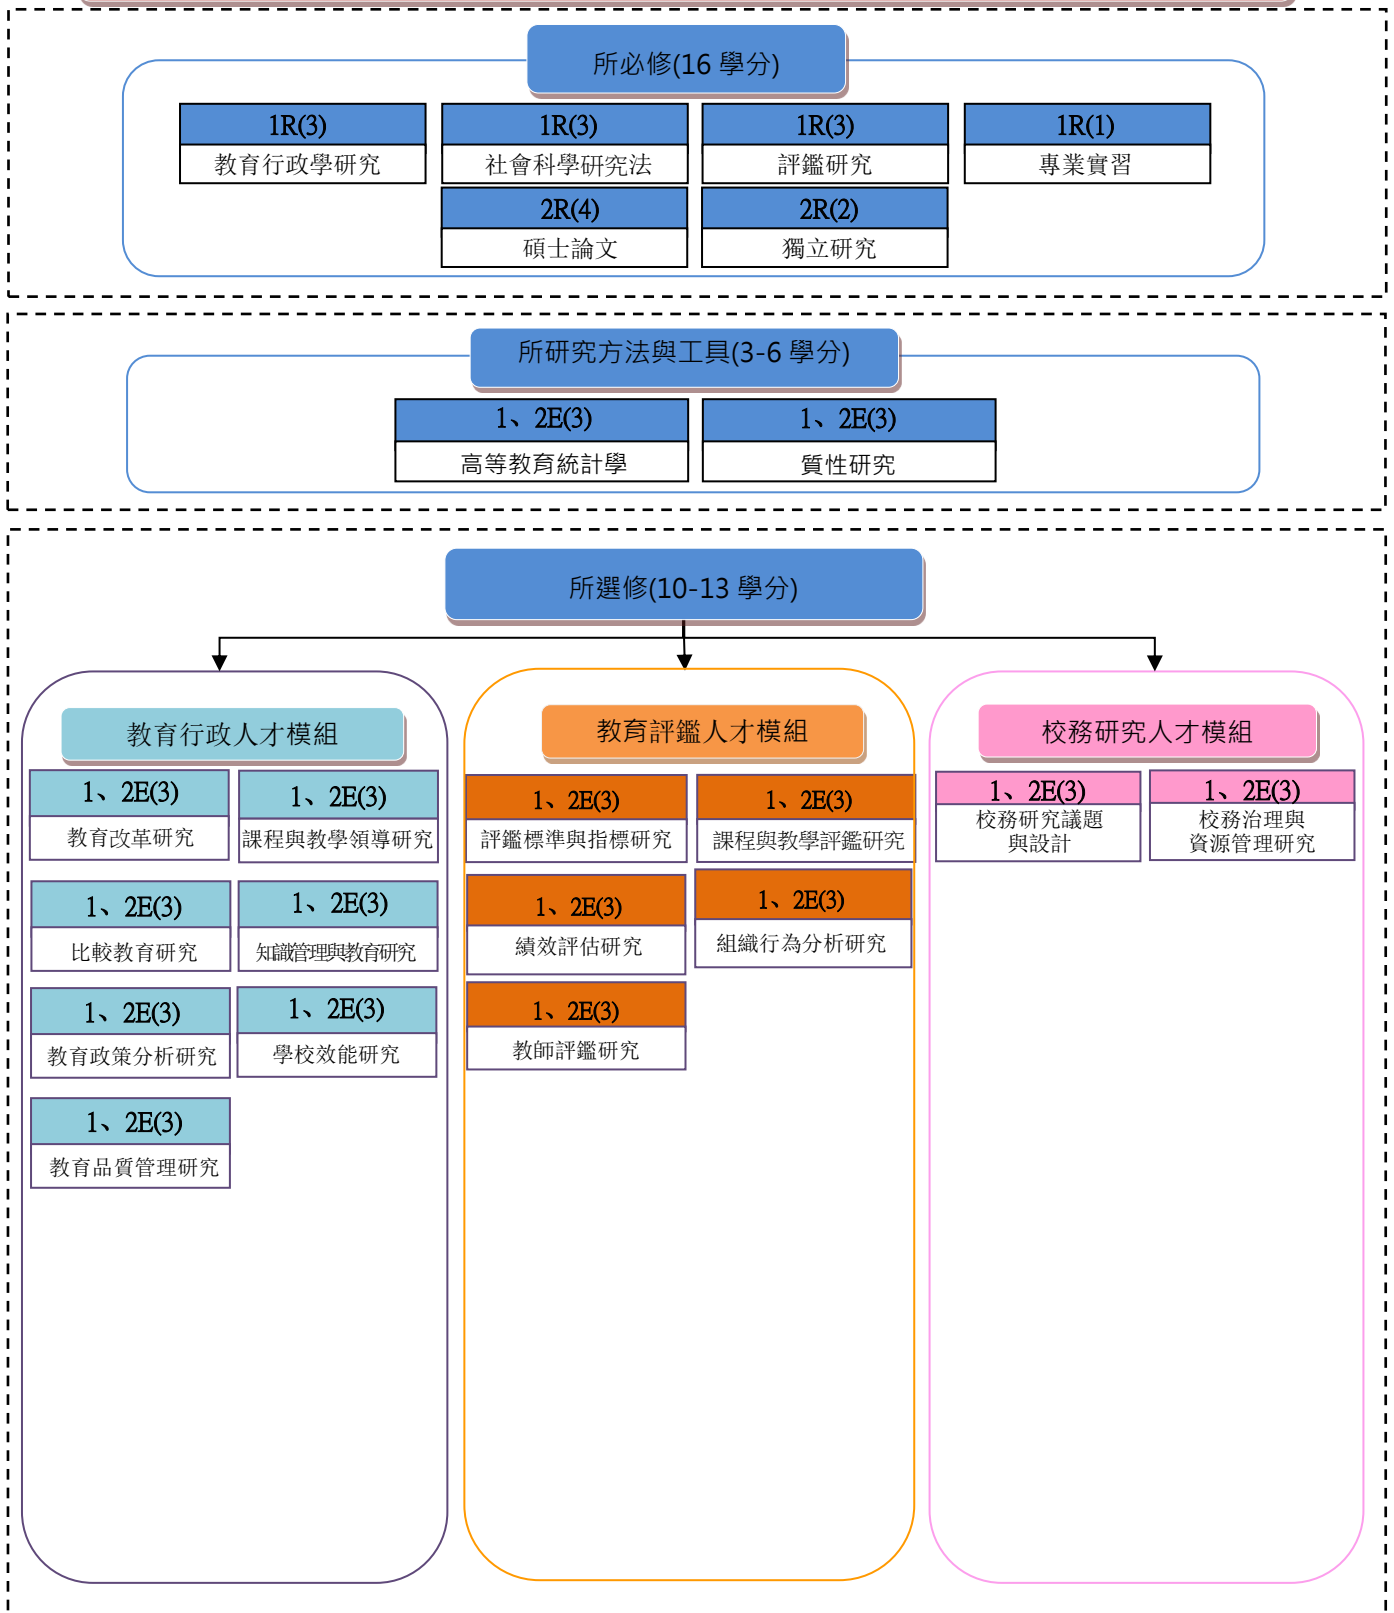 所必修(16 學分)
1R(3)
1R(3)
1R(3)
1R(1)
教育行政學研究
社會科學研究法
評鑑研究
專業實習
2R(4)
2R(2)
碩士論文
獨立研究
所研究方法與工具(3-6 學分)
1、2E(3)
1、2E(3)
高等教育統計學
質性研究
所選修(10-13 學分)
教育行政人才模組
1、2E(3)
1、2E(3)
教育改革研究
課程與教學領導研究
1、2E(3)
1、2E(3)
比較教育研究
知識管理與教育研究
1、2E(3)
1、2E(3)
教育政策分析研究
學校效能研究
1、2E(3)
教育品質管理研究
教育評鑑人才模組
1、2E(3)
1、2E(3)
評鑑標準與指標研究
課程與教學評鑑研究
1、2E(3)
1、2E(3)
績效評估研究
組織行為分析研究
1、2E(3)
教師評鑑研究
校務研究人才模組
1、2E(3)
1、2E(3)
校務研究議題
與設計
校務治理與
資源管理研究